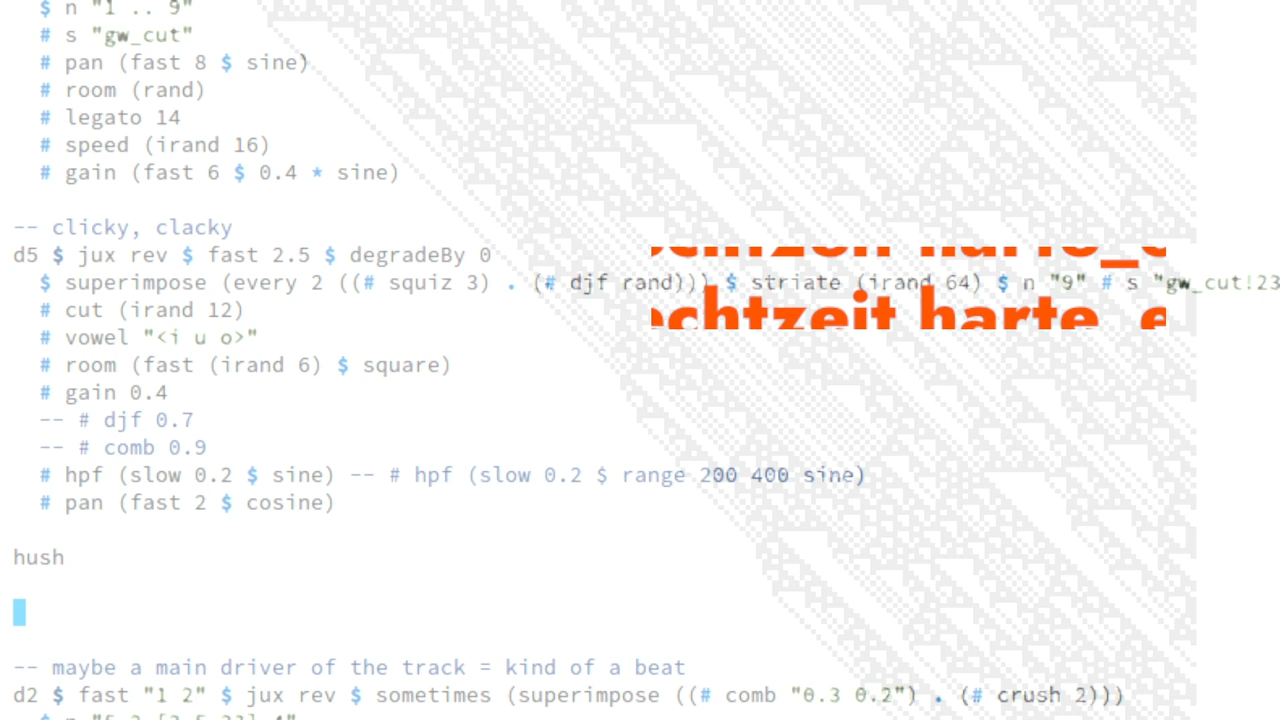 $ n "1 .. 9"
# s "gw_cut"
# pan (fast 8 $ sine)
# room (rand)
# legato 14
# speed (irand 16)
# gain (fast 6 $ 0.4 * sine)
-- clicky, clacky
d5 $ jux rev $ fast 2.5 $ degradeBy 0
$ superimpose (every 2 ((# squiz 3) . (# djf rand))) $ striate (irand 64) $ n "9" # s "gw_cut!23
# cut (irand 12)
# vowel "<i u o>"
# room (fast (irand 6) $ square)
# gain 0.4
-- # djf 0.7
-- # comb 0.9
# hpf (slow 0.2 $ sine) -- # hpf (slow 0.2 $ range 200 400 sine)
# pan (fast 2 $ cosine)
hush
-- maybe a main driver of the track = kind of a beat
d2 $ fast "1 2" $ jux rev $ sometimes (superimpose ((# comb "0.3 0.2") . (# crush 2)))
chtzeit harte_
chtzeit harte_